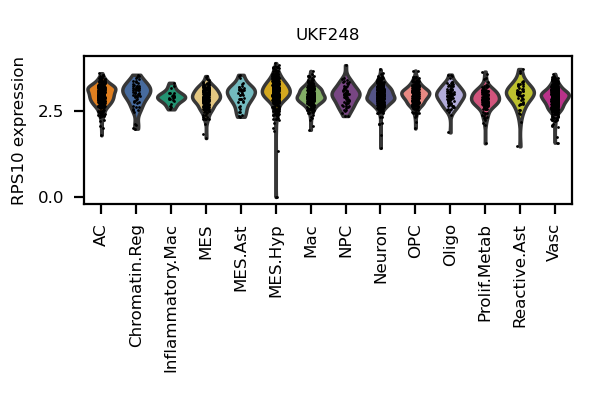 UKF248
RPS10 expression
2.5
0.0
AC
Chromatin.Reg
Inflammatory.Mac
MES
MES.Ast
MES.Hyp
Mac
NPC
Neuron
OPC
Oligo
Prolif.Metab
Reactive.Ast
Vasc